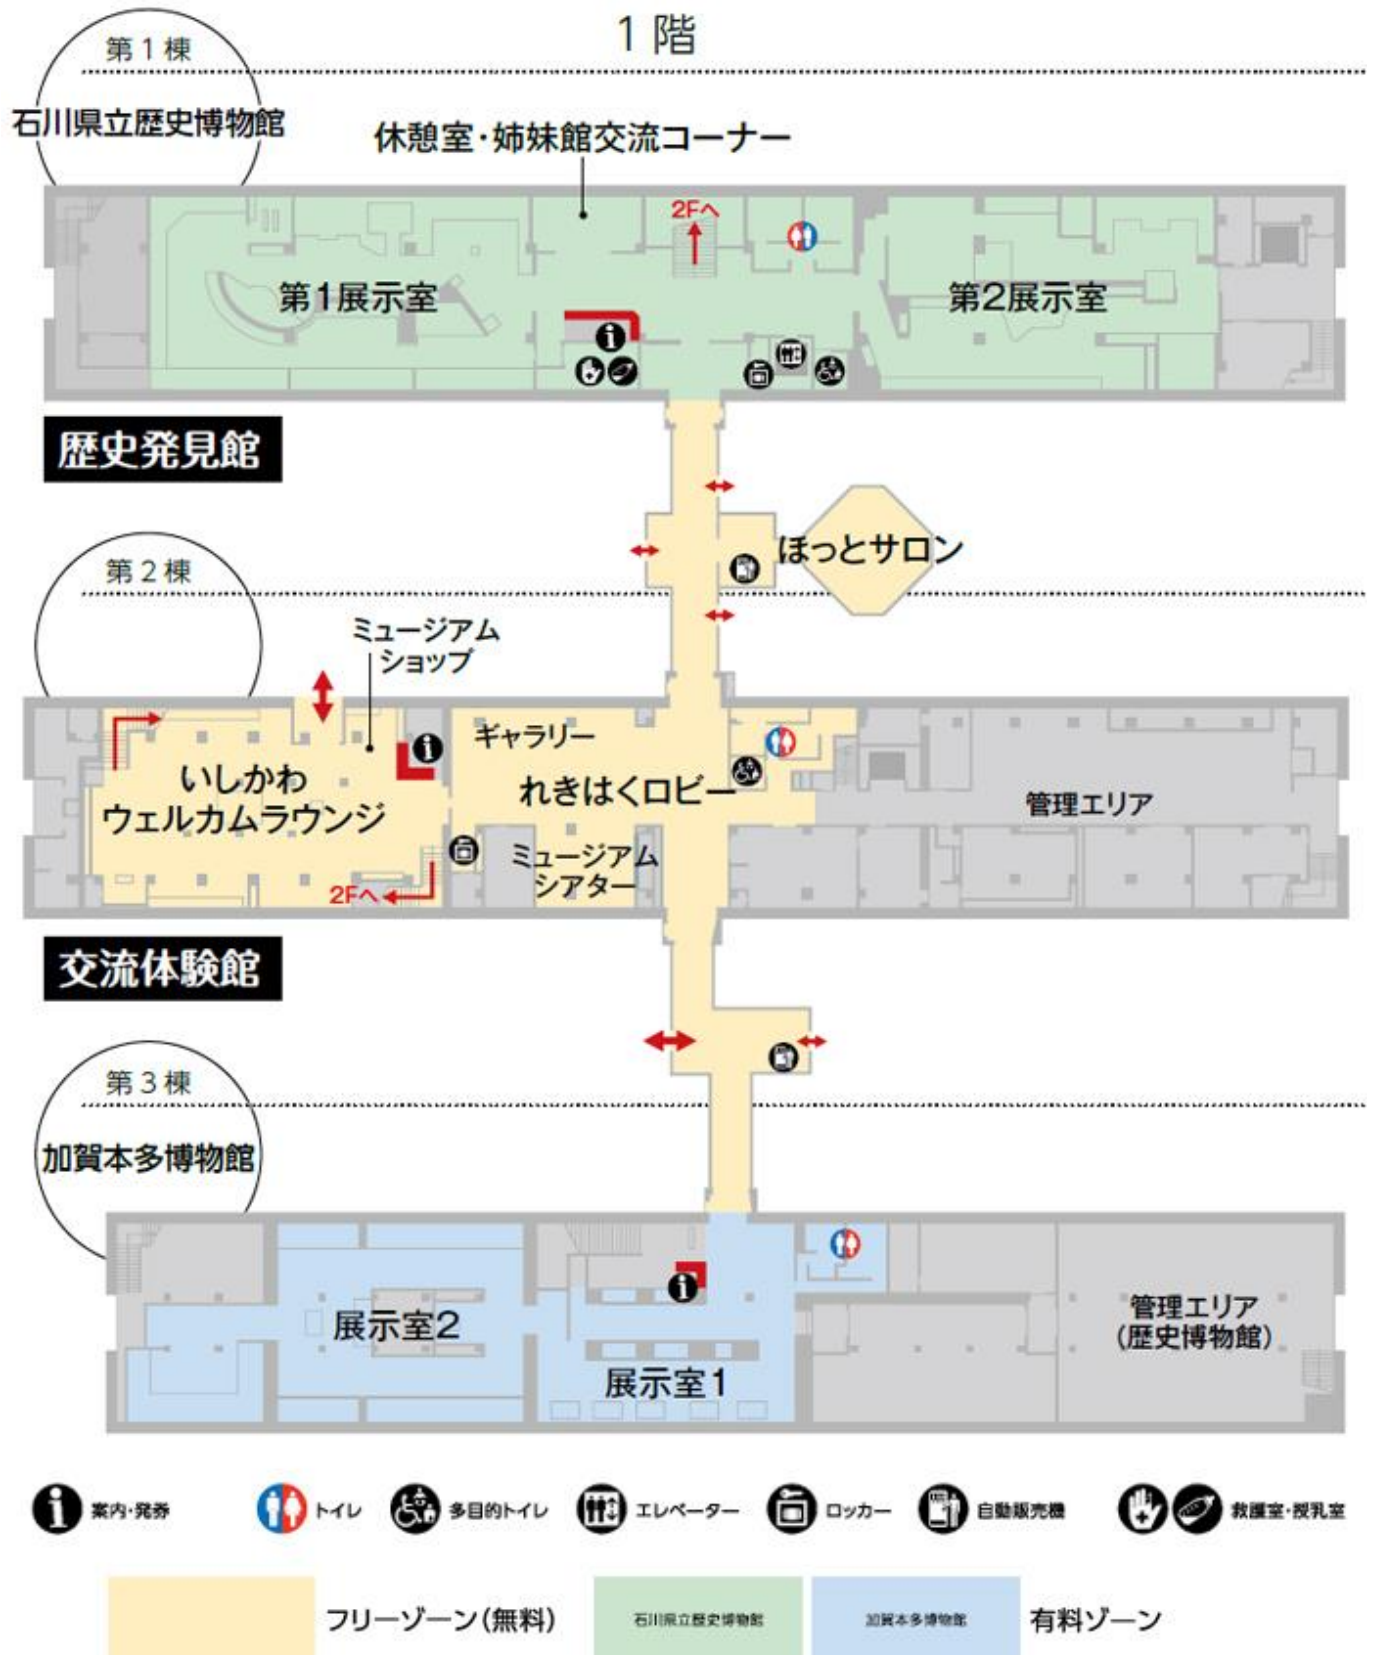 1階
第1棟
石川県立歴史博物館
休憩室・姉妹館交流コーナー
2Fへ
第1展示室
第2展示室
歴史発見館
ほっとサロン
第2棟
ミュージアム
ショップ
ギャラリー
いしかわ
ウェルカムラウンジ
れきはくロビー
管理エリア
ミュージアム
シアター
2Fへ
交流体験館
第3棟
加賀本多博物館
展示室2
展示室1
管理エリア
(歴史博物館)
案内・発券
トイレ
多目的トイレ
エレベーター
ロッカー
自動販売機
救護室・授乳室
フリーゾーン(無料)
石川県立歴史博物館
加賀本多博物館
有料ゾーン